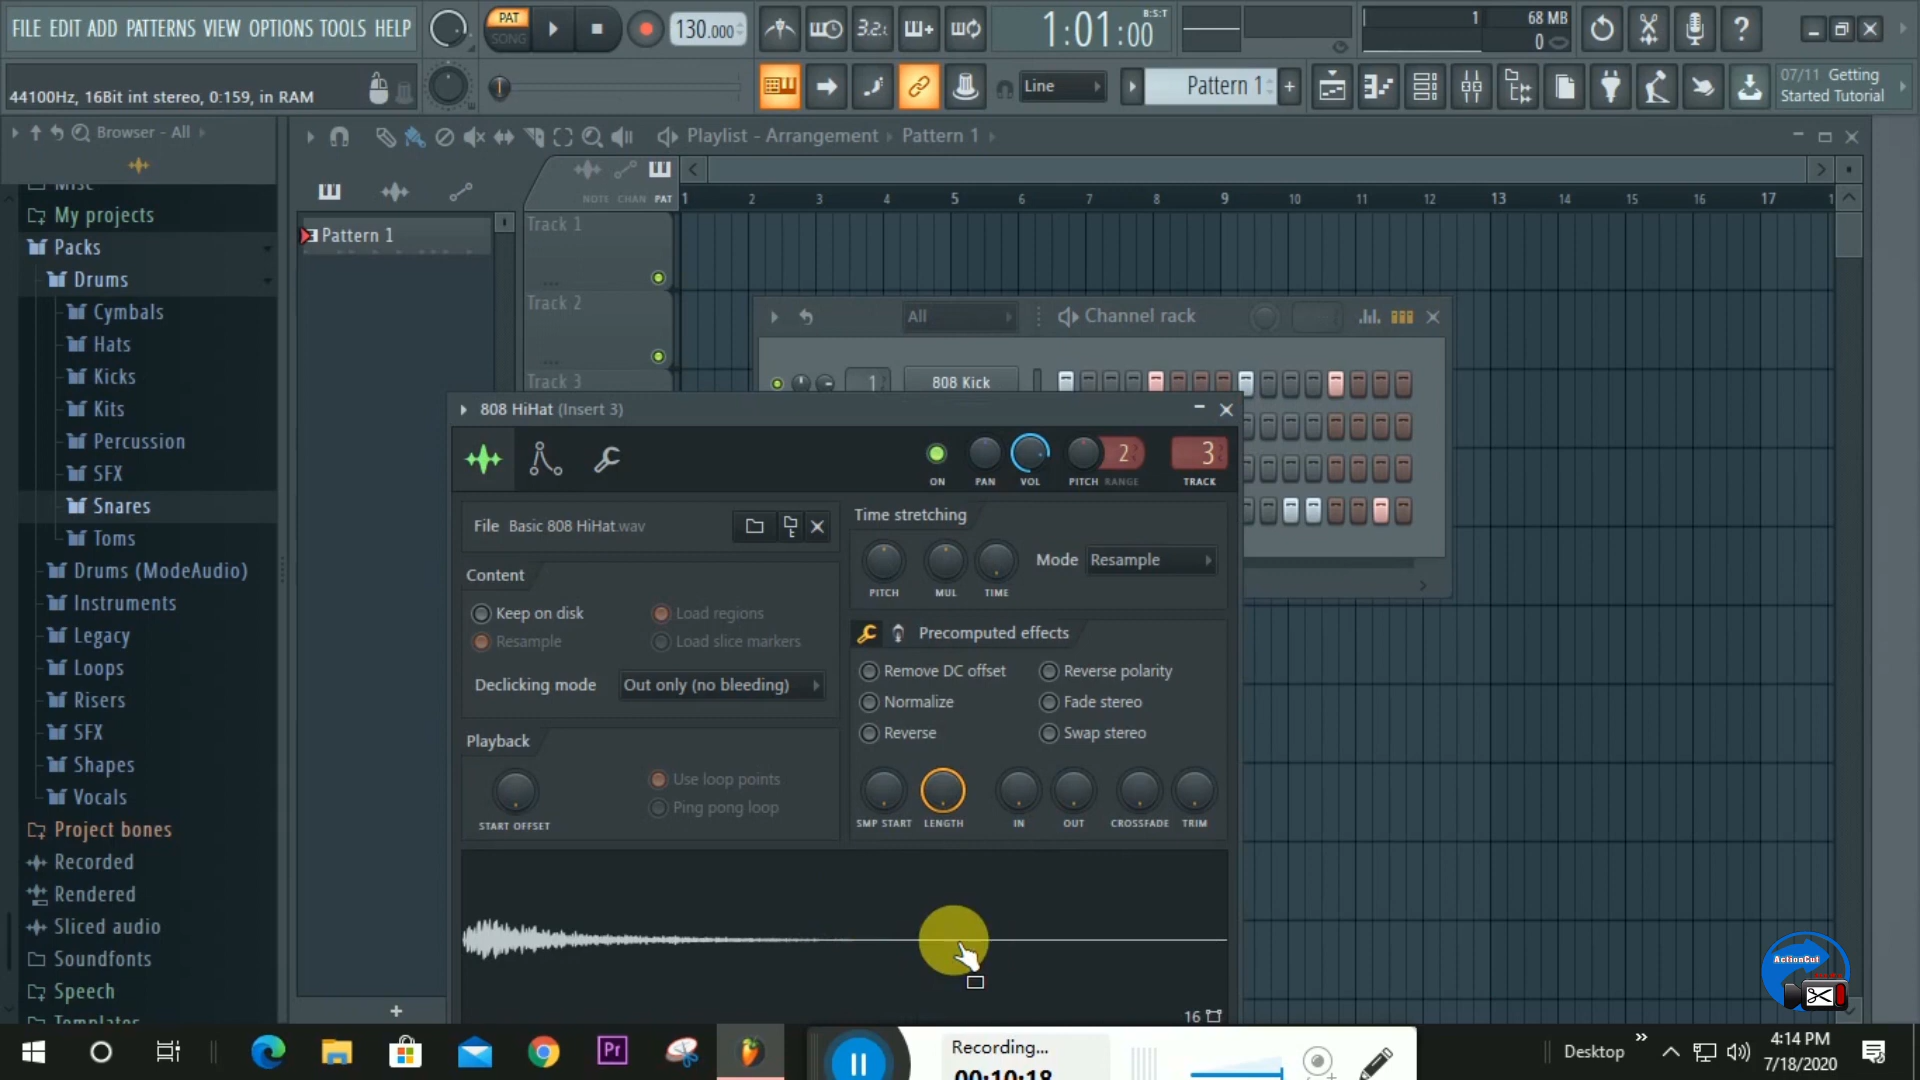 FILE EDIT ADD PATTERNS VIEW OPTIONS TOOLS HELP
PAT
SONG
130.000
3.2.
1:01:00
B:S:T
1
68 MB
0
44100Hz, 16Bit int stereo, 0:159, in RAM
Line
Pattern 1
+
07/11 Getting
Started Tutorial
Browser - All
Playlist - Arrangement
Pattern 1
NOTE CHAN PAT
1 2 3 4 5 6 7 8 9 10 11 12 13 14 15 16 17
My projects
Packs
Drums
Cymbals
Hats
Kicks
Kits
Percussion
SFX
Snares
Toms
Drums (ModeAudio)
Instruments
Legacy
Loops
Risers
SFX
Shapes
Vocals
Project bones
Recorded
Rendered
Sliced audio
Soundfonts
Speech
Templates
Pattern 1
Track 1
Track 2
Track 3
All
Channel rack
1
808 Kick
808 HiHat (Insert 3)
ON
PAN
VOL
PITCH RANGE
2
3
TRACK
File Basic 808 HiHat.wav
Content
Keep on disk
Load regions
Resample
Load slice markers
Declicking mode
Out only (no bleeding)
Playback
START OFFSET
Use loop points
Ping pong loop
Time stretching
PITCH
MUL
TIME
Mode
Resample
Precomputed effects
Remove DC offset
Reverse polarity
Normalize
Fade stereo
Reverse
Swap stereo
SMP START
LENGTH
IN
OUT
CROSSFADE
TRIM
16
ActionCut
Pr
Recording...
00:10:18
Desktop
4:14 PM
7/18/2020